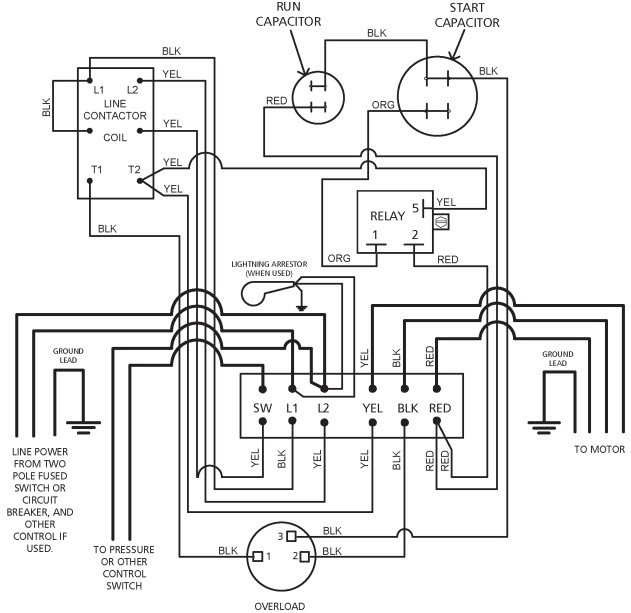 RUN
CAPACITOR
START
CAPACITOR
BLK
BLK
YEL
BLK
L1
L2
LINE
CONTACTOR
COIL
BLK
RED
ORG
YEL
T1
T2
YEL
YEL
BLK
5
YEL
RELAY
1
2
ORG
RED
LIGHTNING ARRESTOR
(WHEN USED)
GROUND
LEAD
YEL
BLK
RED
GROUND
LEAD
SW
L1
L2
YEL
BLK
RED
YEL
BLK
YEL
YEL
BLK
RED
RED
LINE POWER
FROM TWO
POLE FUSED
SWITCH OR
CIRCUIT
BREAKER, AND
OTHER
CONTROL IF
USED.
TO MOTOR
TO PRESSURE
OR OTHER
CONTROL
SWITCH
3
BLK
BLK
1
2
BLK
OVERLOAD